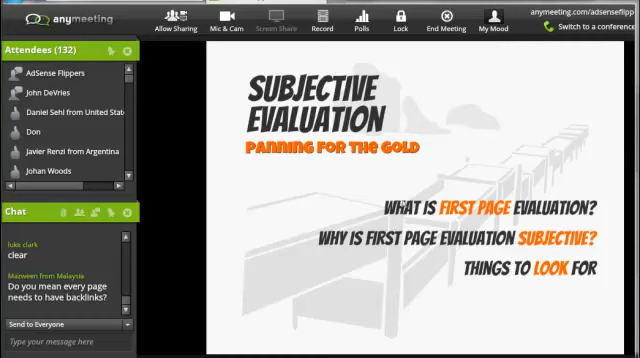 anymeeting
Allow Sharing
Mic & Cam
Screen Share
Record
Polls
Lock
End Meeting
My Mood
anymeeting.com/adsenseflipp
Switch to a conference
Attendees (132)
AdSense Flippers
John DeVries
Daniel Sehl from United Stat
Don
Javier Renzi from Argentina
Johan Woods
Chat
luke clark
clear
Mazween from Malaysia
Do you mean every page
needs to have backlinks?
Send to Everyone
Type your message here
SUBJECTIVE
EVALUATION
PANNING FOR THE GOLD
WHAT IS FIRST PAGE EVALUATION?
WHY IS FIRST PAGE EVALUATION SUBJECTIVE?
THINGS TO LOOK FOR